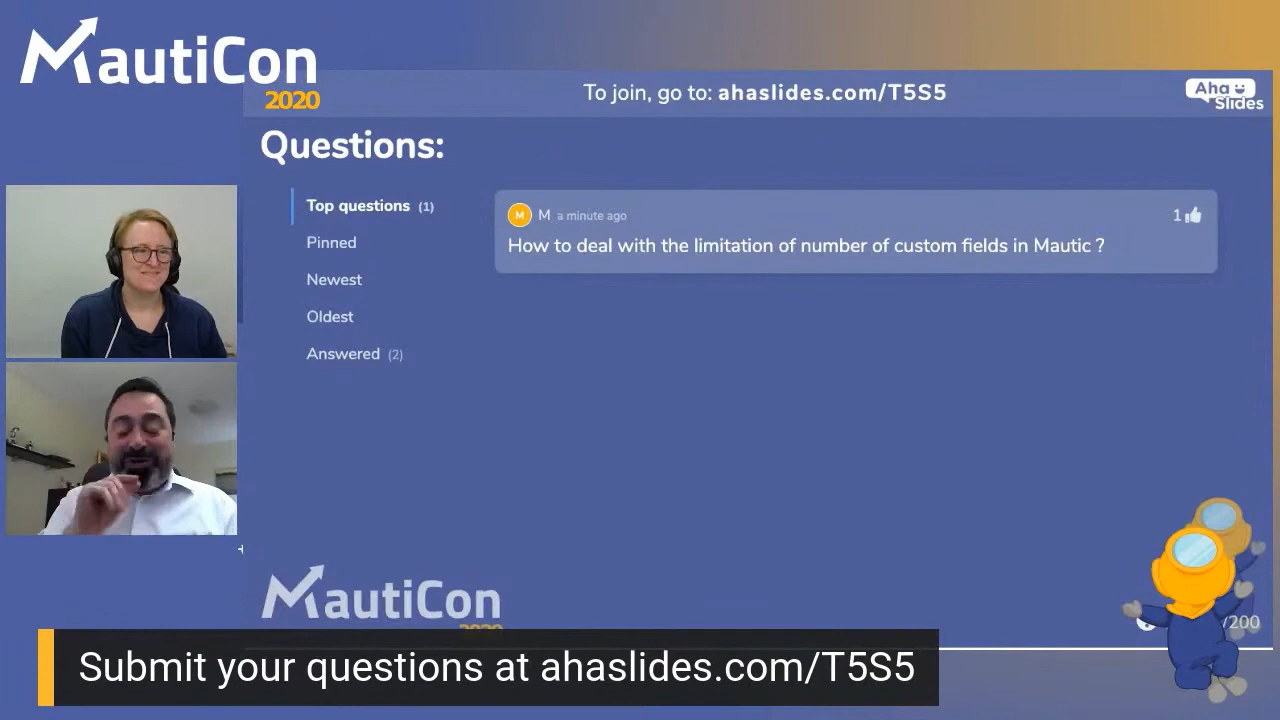 MautiCon
2020
To join, go to: ahaslides.com/T5S5
Aha
Slides
Questions:
Top questions (1)
Pinned
Newest
Oldest
Answered (2)
M M a minute ago
1
How to deal with the limitation of number of custom fields in Mautic ?
MautiCon
2020
/200
Submit your questions at ahaslides.com/T5S5